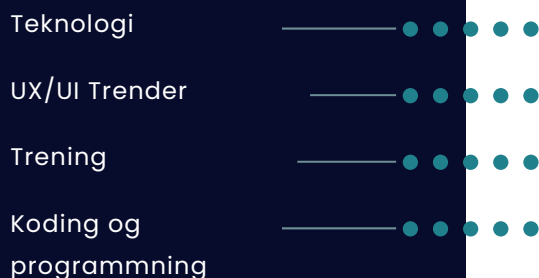 Teknologi
UX/UI Trender
Trening
Koding og
programmning